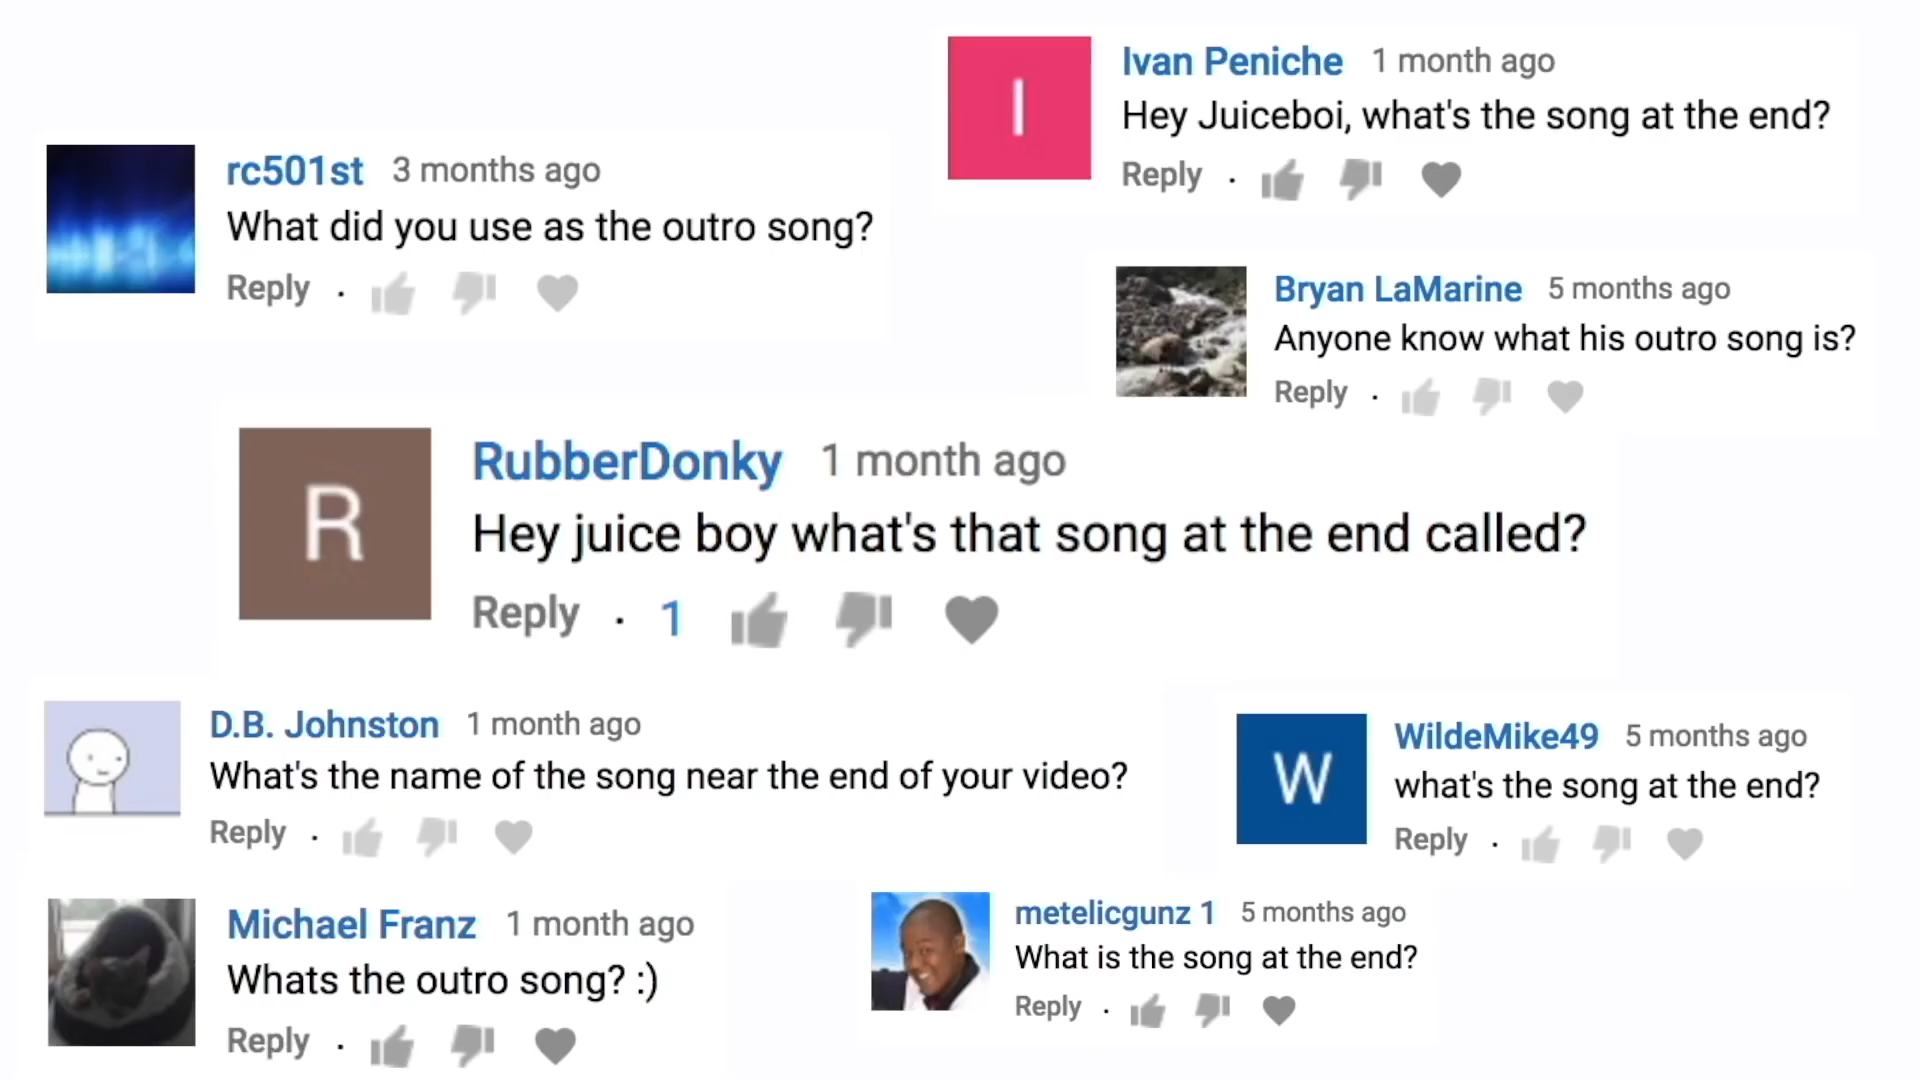 I
Ivan Peniche 1 month ago
Hey Juiceboi, what's the song at the end?
Reply ·
rc501st 3 months ago
What did you use as the outro song?
Reply ·
Bryan LaMarine 5 months ago
Anyone know what his outro song is?
Reply ·
R
RubberDonky 1 month ago
Hey juice boy what's that song at the end called?
Reply · 1
D.B. Johnston 1 month ago
What's the name of the song near the end of your video?
Reply ·
W
WildeMike49 5 months ago
what's the song at the end?
Reply ·
Michael Franz 1 month ago
Whats the outro song? :)
Reply ·
metelicgunz 1 5 months ago
What is the song at the end?
Reply ·